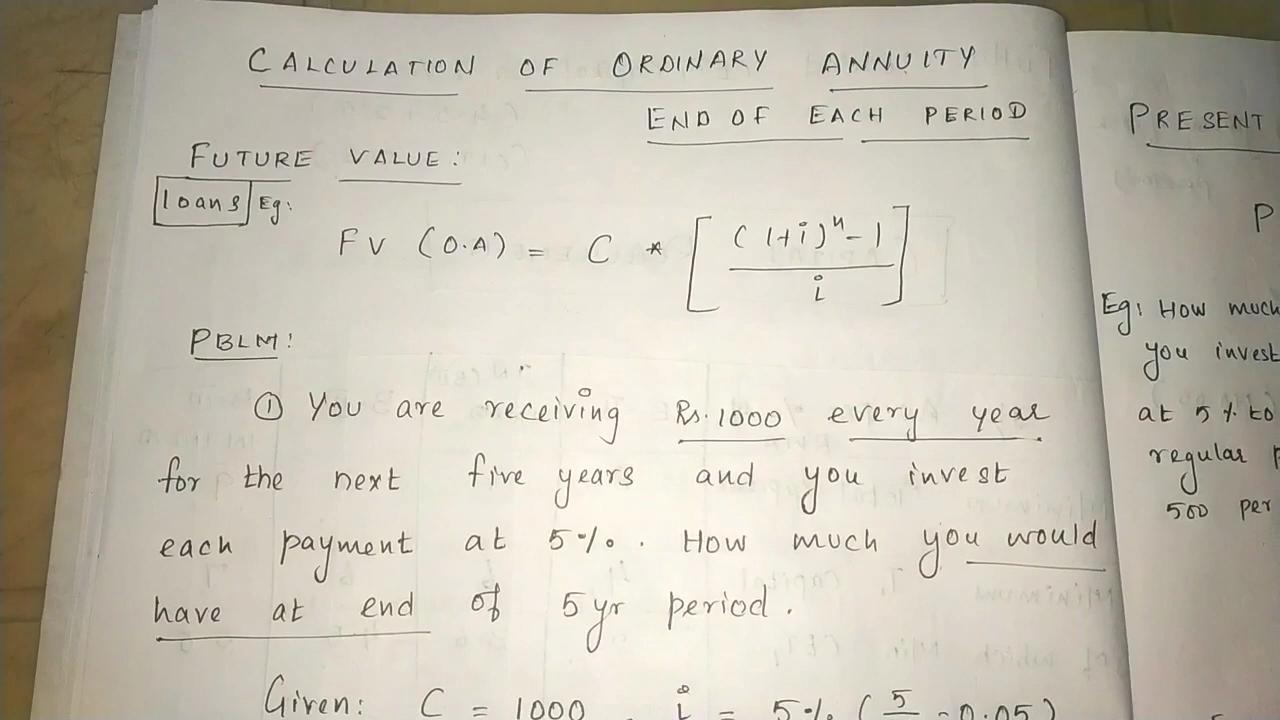 CALCULATION OF ORDINARY ANNUITY
END OF EACH PERIOD
FUTURE VALUE:
loans Eg:
FV (O.A) = C * [ (1+i)^n - 1 / i ]
PBLM:
① You are receiving Rs.1000 every year
for the next five years and you invest
each payment at 5%. How much you would
have at end of 5yr period.
Given: C = 1000, i = 5% (5 = 0.05)
PRESENT
P
Eg: How much
you invest
at 5% to
regular
500 per